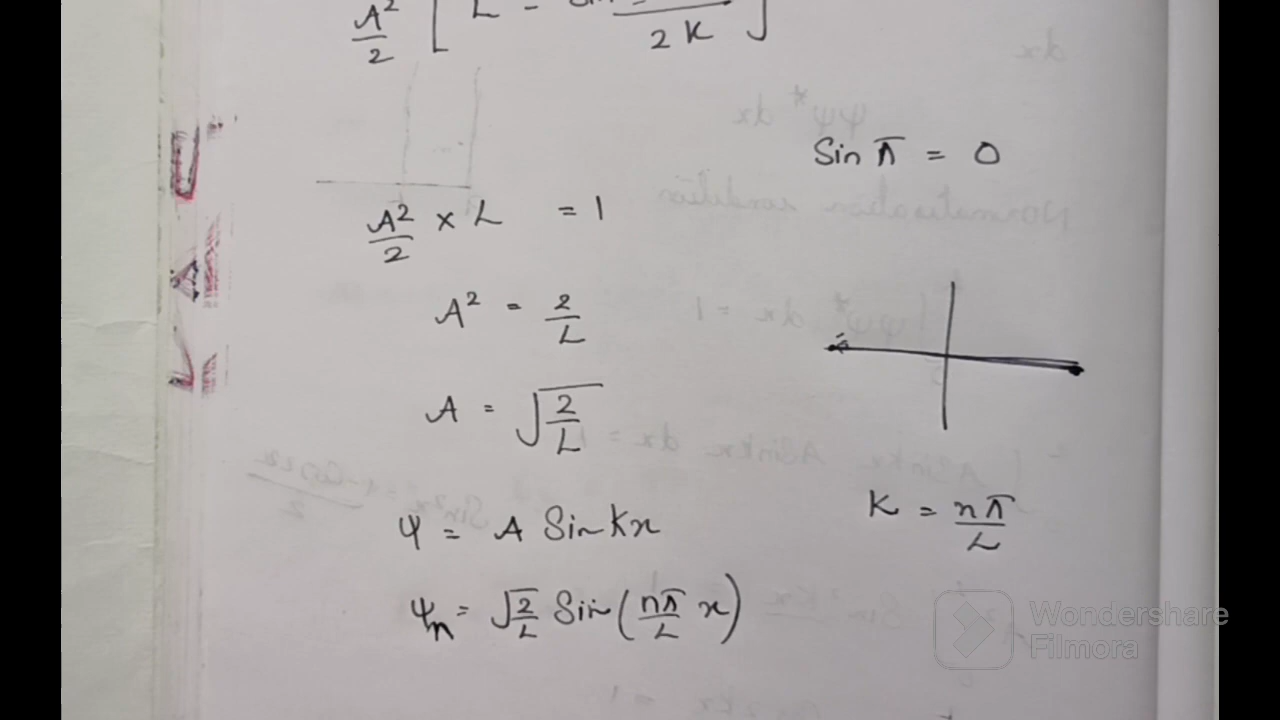 A²/2 [ L - Sin / 2K ]
Sin π = 0
A²/2 × L = 1
A² = 2/L
A = √2/L
K = nπ/L
ψ = A Sin Kx
ψn = √2/L Sin (nπ/L x)
Wondershare
Filmora